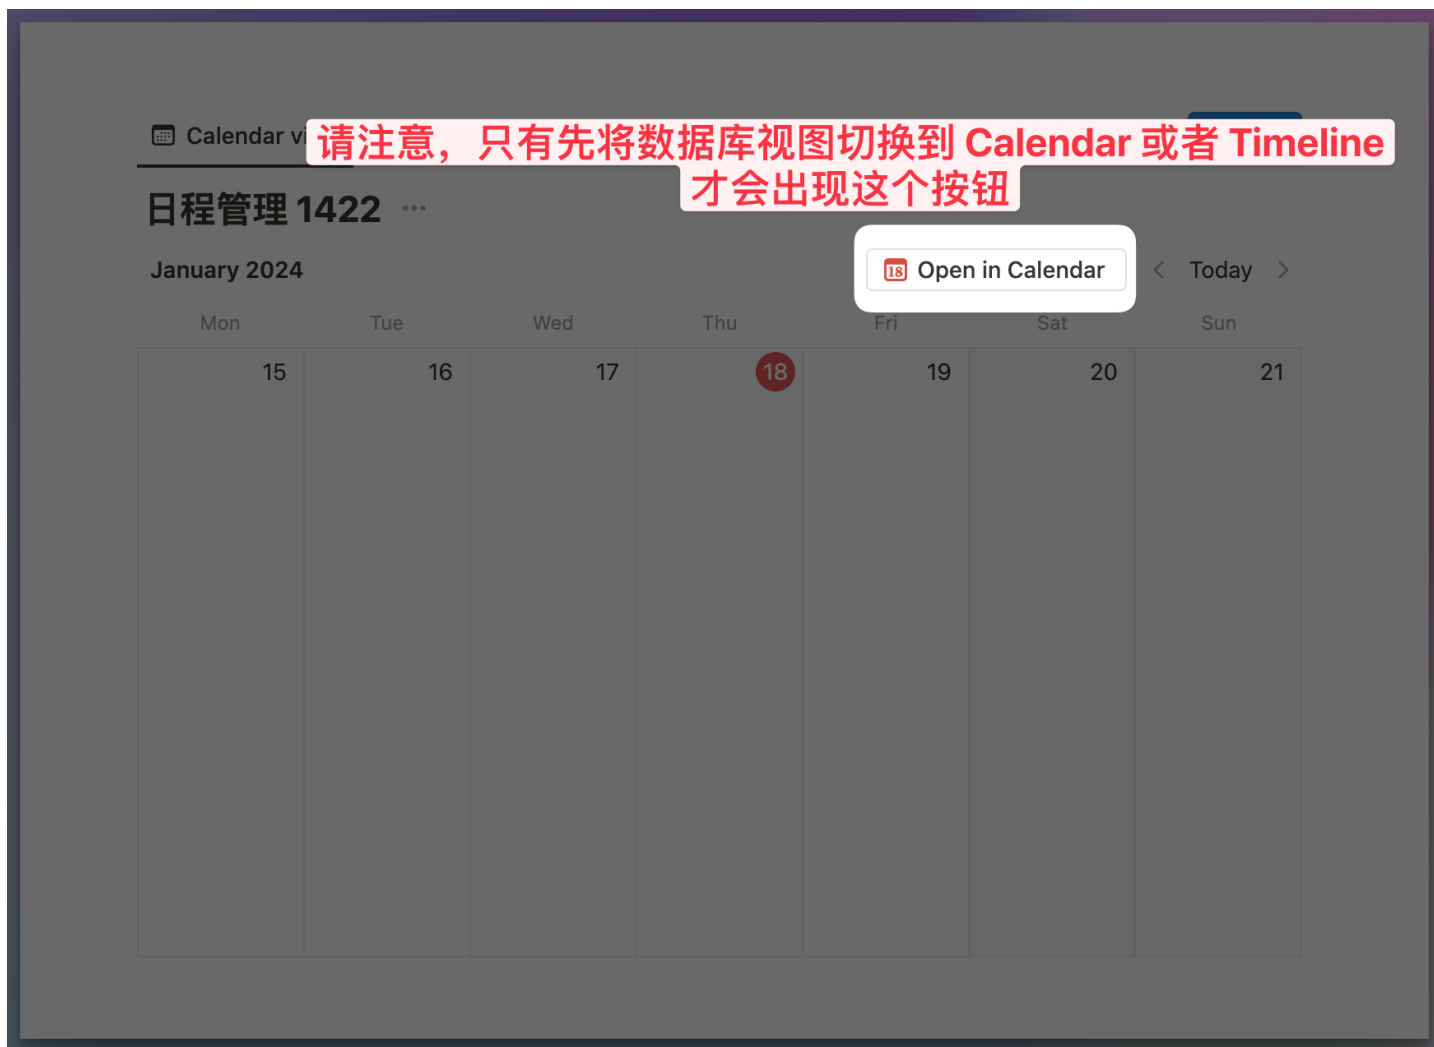 Calendar vi
请注意，只有先将数据库视图切换到 Calendar 或者 Timeline
才会出现这个按钮
日程管理 1422 ···
January 2024
18 Open in Calendar
Today
Mon Tue Wed Thu Fri Sat Sun
15 16 17 18 19 20 21